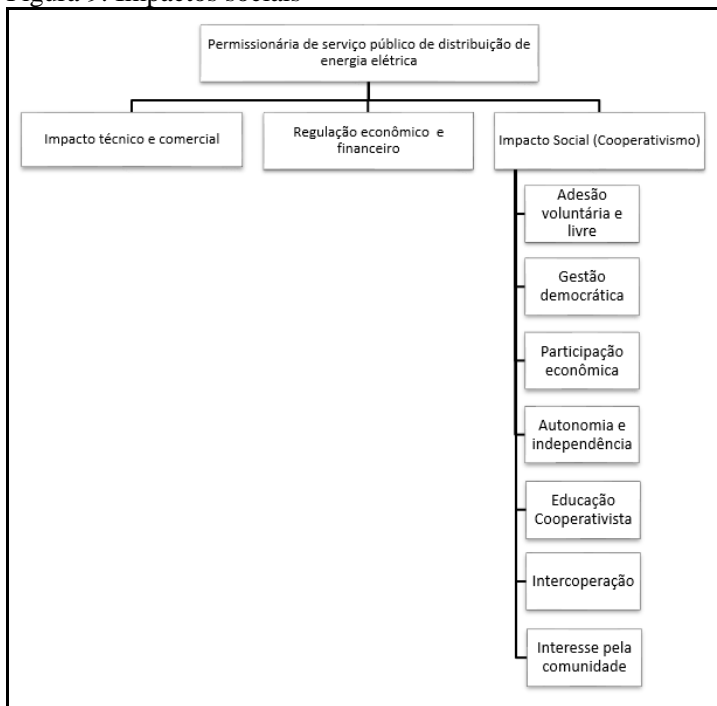 Figura 9: Impactos sociais
Permissionária de serviço público de distribuição de
energia elétrica
Impacto técnico e comercial
Regulação econômico e
financeiro
Impacto Social (Cooperativismo)
Adesão
voluntária e
livre
Gestão
democrática
Participação
econômica
Autonomia e
independência
Educação
Cooperativista
Intercoperação
Interesse pela
comunidade